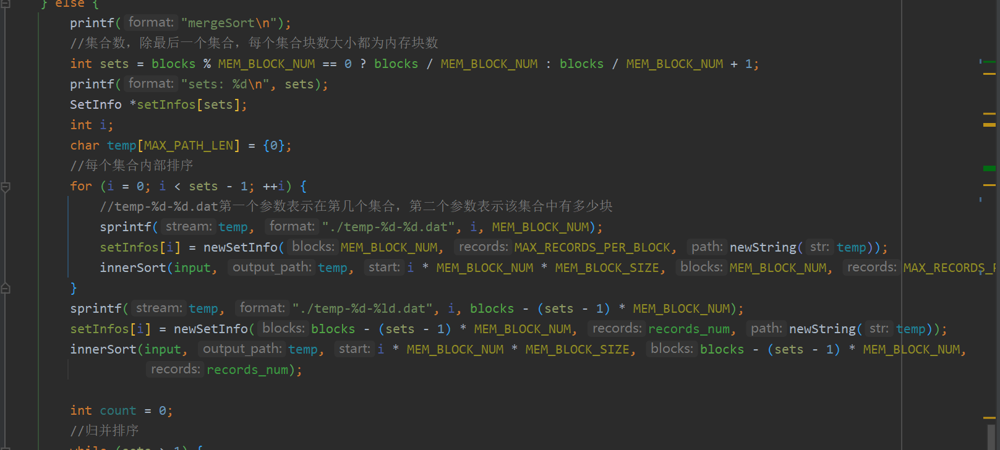 } else {
printf( format: "mergeSort\n");
//集合数，除最后一个集合，每个集合块数大小都为内存块数
int sets = blocks % MEM_BLOCK_NUM == 0 ? blocks / MEM_BLOCK_NUM : blocks / MEM_BLOCK_NUM + 1;
printf( format: "sets: %d\n", sets);
SetInfo *setInfos[sets];
int i;
char temp[MAX_PATH_LEN] = {0};
//每个集合内部排序
for (i = 0; i < sets - 1; ++i) {
//temp-%d-%d.dat第一个参数表示在第几个集合，第二个参数表示该集合中有多少块
sprintf( stream: temp, format: "./temp-%d-%d.dat", i, MEM_BLOCK_NUM);
setInfos[i] = newSetInfo( blocks: MEM_BLOCK_NUM, records: MAX_RECORDS_PER_BLOCK, path: newString( str: temp));
innerSort(input, output_path: temp, start: i * MEM_BLOCK_NUM * MEM_BLOCK_SIZE, blocks: MEM_BLOCK_NUM, records: MAX_RECORDS_
}
sprintf( stream: temp, format: "./temp-%d-%ld.dat", i, blocks - (sets - 1) * MEM_BLOCK_NUM);
setInfos[i] = newSetInfo( blocks: blocks - (sets - 1) * MEM_BLOCK_NUM, records: records_num, path: newString( str: temp));
innerSort(input, output_path: temp, start: i * MEM_BLOCK_NUM * MEM_BLOCK_SIZE, blocks: blocks - (sets - 1) * MEM_BLOCK_NUM,
records: records_num);
int count = 0;
//归并排序
while (sets > 1) {